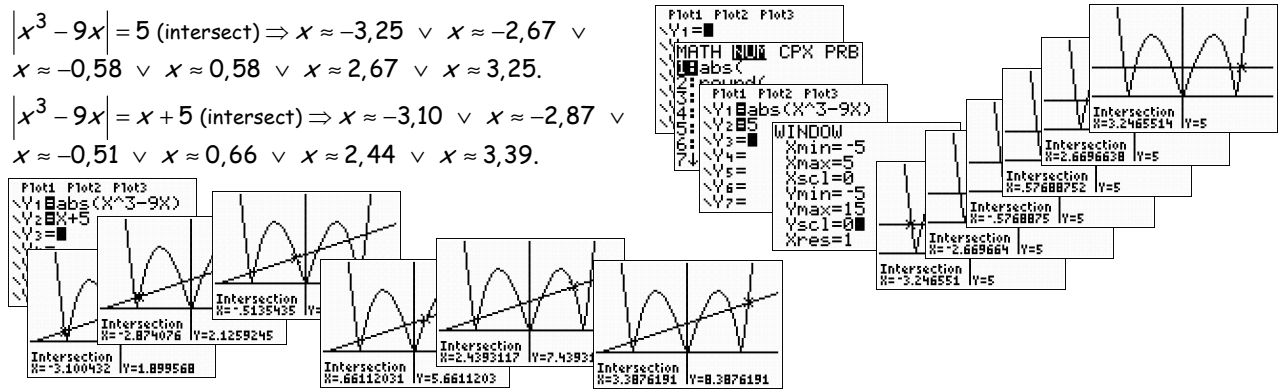 |x³ − 9x| = 5 (intersect) ⇒ x ≈ −3,25 ∨ x ≈ −2,67 ∨
x ≈ −0,58 ∨ x ≈ 0,58 ∨ x ≈ 2,67 ∨ x ≈ 3,25.
|x³ − 9x| = x + 5 (intersect) ⇒ x ≈ −3,10 ∨ x ≈ −2,87 ∨
x ≈ −0,51 ∨ x ≈ 0,66 ∨ x ≈ 2,44 ∨ x ≈ 3,39.
Plot1 Plot2 Plot3
\Y1=abs(X^3-9X)
\Y2=X+5
\Y3=
Intersection
X=-3.100432 Y=1.899568
Intersection
X=-2.874076 Y=2.1259245
Intersection
X=-.5135435 Y=
Intersection
X=.66112031 Y=5.6611203
Intersection
X=2.4393117 Y=7.4393
Intersection
X=3.3876191 Y=8.3876191
Plot1 Plot2 Plot3
\Y1=
MATH NUM CPX PRB
1:abs(
2:round(
3:
4:
5:
6:
7↓
Plot1 Plot2 Plot3
\Y1=abs(X^3-9X)
\Y2=5
\Y3=
\Y4=
\Y5=
\Y6=
\Y7=
WINDOW
Xmin=-5
Xmax=5
Xscl=0
Ymin=-5
Ymax=15
Yscl=0
Xres=1
Intersection
X=-3.246551 Y=5
Intersection
X=-2.669664 Y=5
Intersection
X=-.5768875 Y=5
Intersection
X=.57688752 Y=5
Intersection
X=2.6696638 Y=5
Intersection
X=3.2465514 Y=5